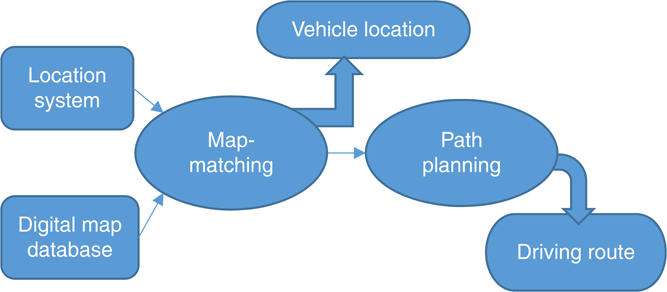 Vehicle location
Location
system
Map-
matching
Path
planning
Digital map
database
Driving route